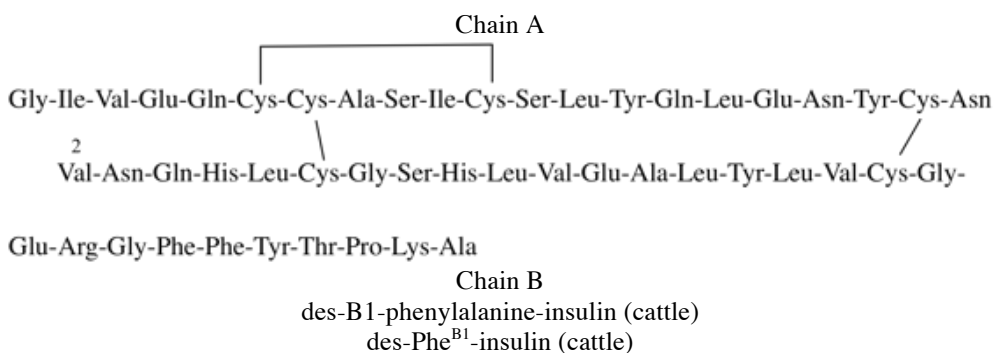 Chain A
Gly-Ile-Val-Glu-Gln-Cys-Cys-Ala-Ser-Ile-Cys-Ser-Leu-Tyr-Gln-Leu-Glu-Asn-Tyr-Cys-Asn
2
Val-Asn-Gln-His-Leu-Cys-Gly-Ser-His-Leu-Val-Glu-Ala-Leu-Tyr-Leu-Val-Cys-Gly-
Glu-Arg-Gly-Phe-Phe-Tyr-Thr-Pro-Lys-Ala
Chain B
des-B1-phenylalanine-insulin (cattle)
des-Phe^B1-insulin (cattle)